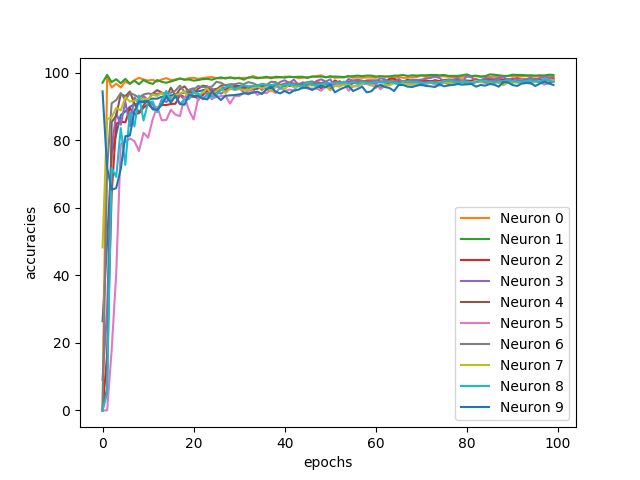 100
80
60
40
20
0
accuracies
0 20 40 60 80 100
epochs
Neuron 0
Neuron 1
Neuron 2
Neuron 3
Neuron 4
Neuron 5
Neuron 6
Neuron 7
Neuron 8
Neuron 9